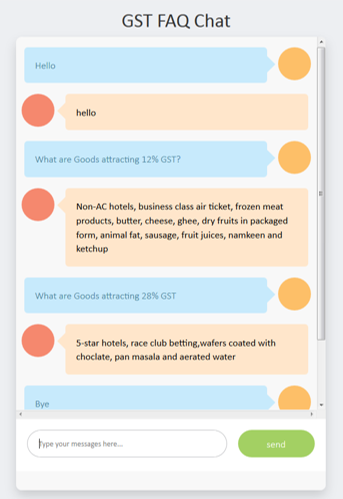 GST FAQ Chat
Hello
hello
What are Goods attracting 12% GST?
Non-AC hotels, business class air ticket, frozen meat
products, butter, cheese, ghee, dry fruits in packaged
form, animal fat, sausage, fruit juices, namkeen and
ketchup
What are Goods attracting 28% GST
5-star hotels, race club betting,wafers coated with
choclate, pan masala and aerated water
Bye
Type your messages here...
send